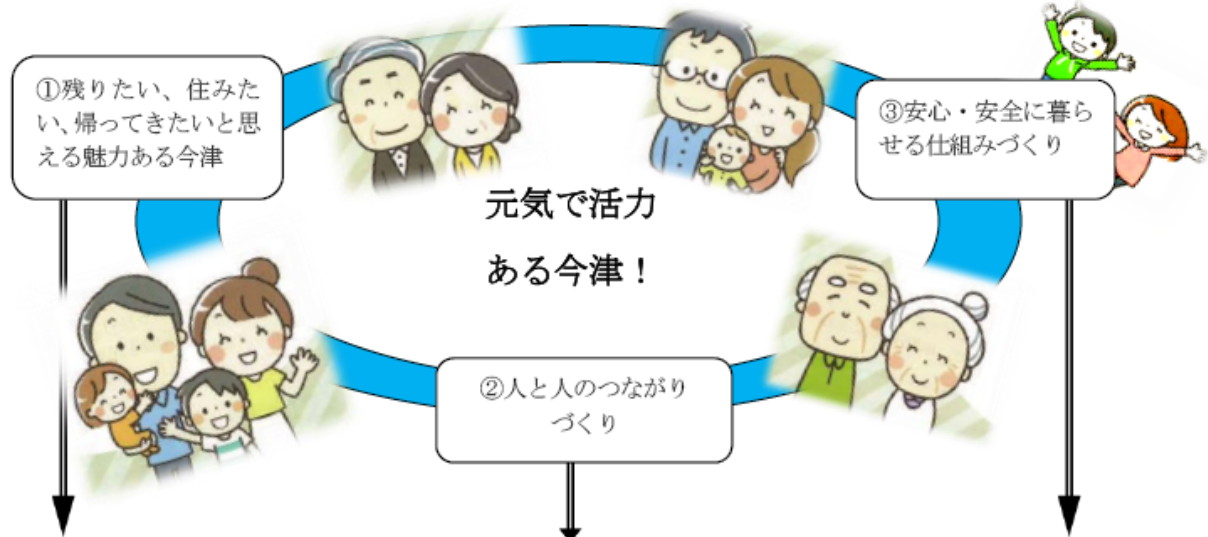 ①残りたい、住みた
い、帰ってきたいと思
える魅力ある今津
③安心・安全に暮ら
せる仕組みづくり
元気で活力
ある今津！
②人と人のつながり
づくり